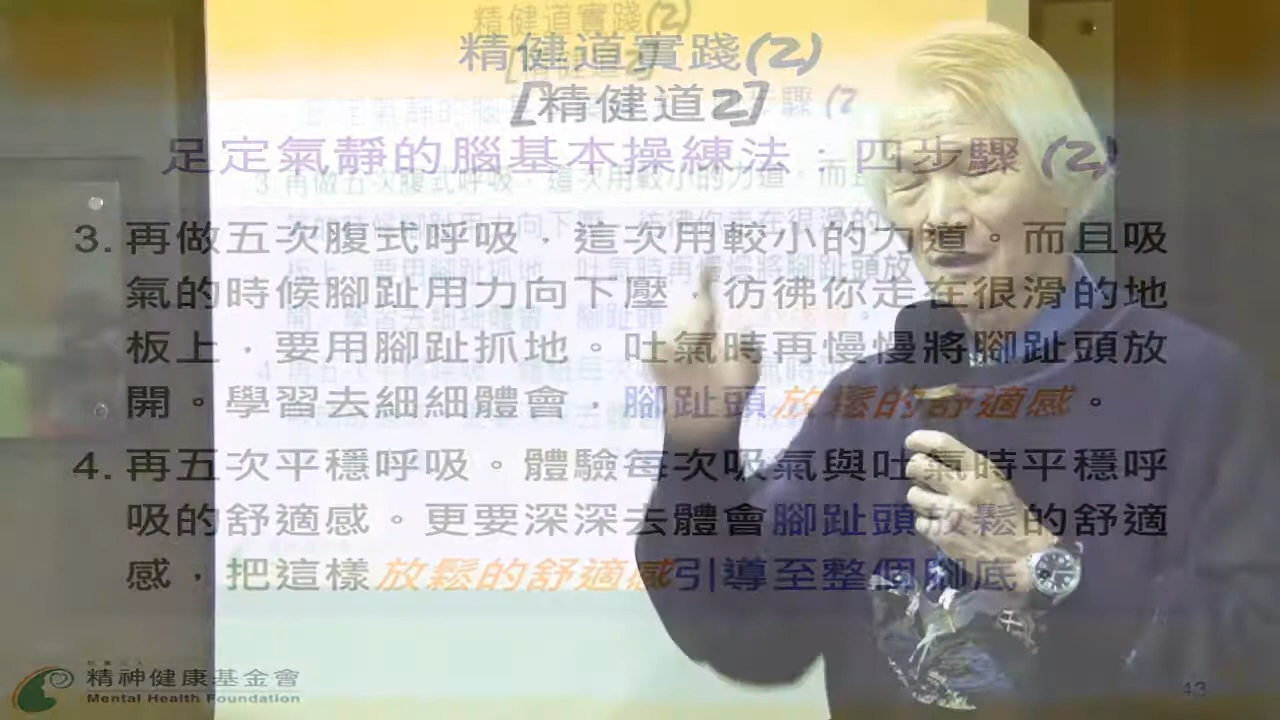 精健道實踐(2)
[精健道2]
足定氣靜的腦基本操練法：四步驟 (2)
3. 再做五次腹式呼吸，這次用較小的力道。而且吸
氣的時候腳趾用力向下壓，彷彿你走在很滑的地
板上，要用腳趾抓地。吐氣時再慢慢將腳趾頭放
開。學習去細細體會，腳趾頭放鬆的舒適感。
4. 再五次平穩呼吸。體驗每次吸氣與吐氣時平穩呼
吸的舒適感。更要深深去體會腳趾頭放鬆的舒適
感，把這樣放鬆的舒適感引導至整個腳底
精神健康基金會
Mental Health Foundation
43